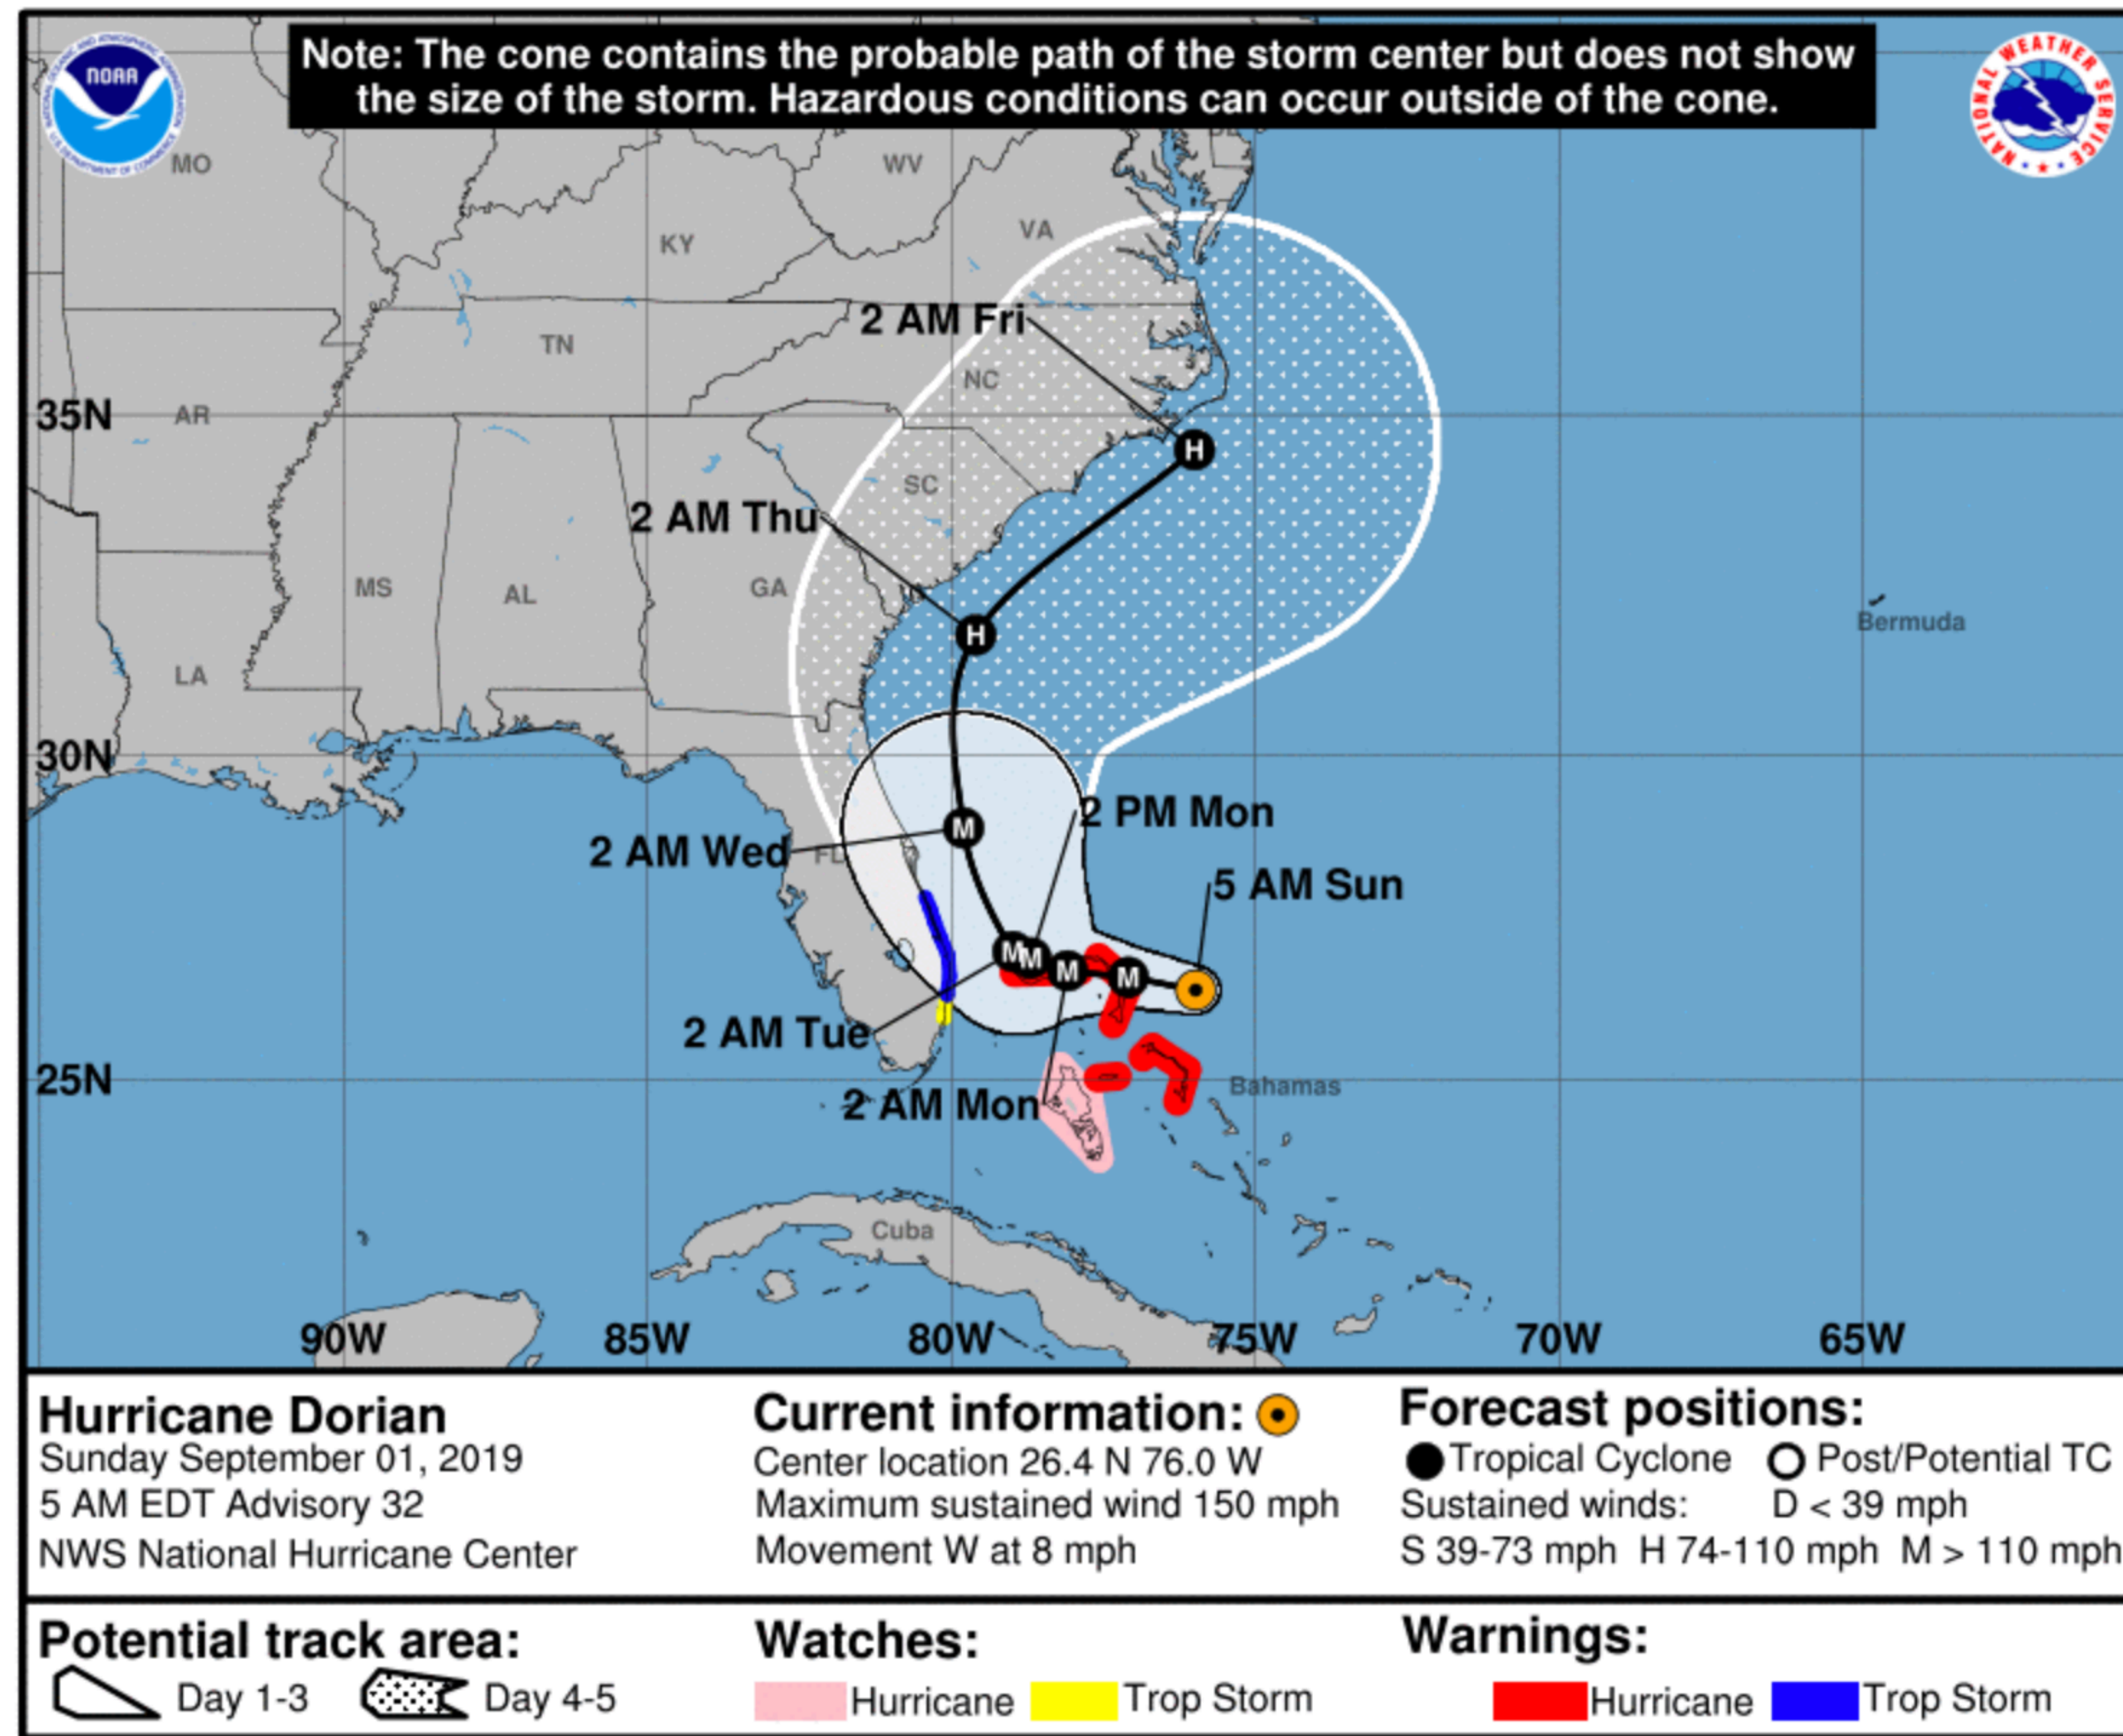 Note: The cone contains the probable path of the storm center but does not show
the size of the storm. Hazardous conditions can occur outside of the cone.
NOAA
NATIONAL WEATHER SERVICE
MO
WV
VA
KY
2 AM Fri
TN
NC
35N
AR
SC
2 AM Thu
MS
AL
GA
Bermuda
LA
30N
2 PM Mon
2 AM Wed
FL
5 AM Sun
H
H
M
M
M
M
M
2 AM Tue
25N
Bahamas
2 AM Mon
Cuba
90W
85W
80W
75W
70W
65W
Hurricane Dorian
Sunday September 01, 2019
5 AM EDT Advisory 32
NWS National Hurricane Center
Current information:
Center location 26.4 N 76.0 W
Maximum sustained wind 150 mph
Movement W at 8 mph
Forecast positions:
Tropical Cyclone Post/Potential TC
Sustained winds: D < 39 mph
S 39-73 mph H 74-110 mph M > 110 mph
Potential track area:
Day 1-3 Day 4-5
Watches:
Hurricane Trop Storm
Warnings:
Hurricane Trop Storm